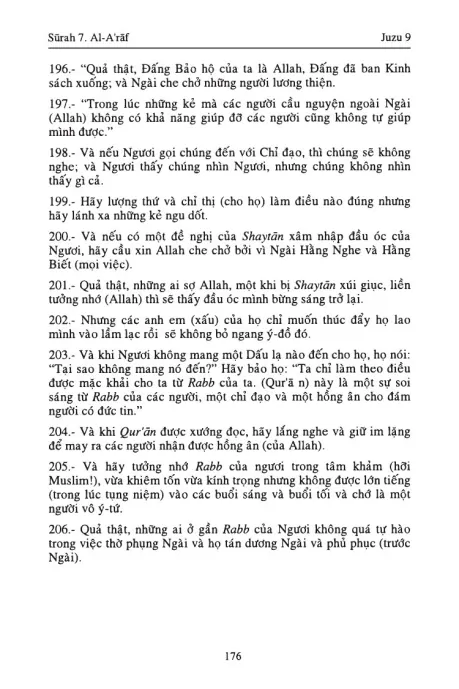 Sūrah 7. Al-A'rāf Juzu 9
196.- “Quả thật, Đấng Bảo hộ của ta là Allah, Đấng đã ban Kinh
sách xuống; và Ngài che chở những người lương thiện.
197.- “Trong lúc những kẻ mà các người cầu nguyện ngoài Ngài
(Allah) không có khả năng giúp đỡ các người cũng không tự giúp
mình được.”
198.- Và nếu Ngươi gọi chúng đến với Chỉ đạo, thì chúng sẽ không
nghe; và Ngươi thấy chúng nhìn Ngươi, nhưng chúng không nhìn
thấy gì cả.
199.- Hãy lượng thứ và chỉ thị (cho họ) làm điều nào đúng nhưng
hãy lánh xa những kẻ ngu dốt.
200.- Và nếu có một đề nghị của Shaytān xâm nhập đầu óc của
Ngươi, hãy cầu xin Allah che chở bởi vì Ngài Hằng Nghe và Hằng
Biết (mọi việc).
201.- Quả thật, những ai sợ Allah, một khi bị Shaytān xúi giục, liền
tưởng nhớ (Allah) thì sẽ thấy đầu óc mình bừng sáng trở lại.
202.- Nhưng các anh em (xấu) của họ chỉ muốn thúc đẩy họ lao
mình vào lầm lạc rồi sẽ không bỏ ngang ý-đồ đó.
203.- Và khi Ngươi không mang một Dấu lạ nào đến cho họ, họ nói:
“Tại sao không mang nó đến?” Hãy bảo họ: “Ta chỉ làm theo điều
được mặc khải cho ta từ Rabb của ta. (Qur'ā n) này là một sự soi
sáng từ Rabb của các người, một chỉ đạo và một hồng ân cho đám
người có đức tin.”
204.- Và khi Qur'ān được xướng đọc, hãy lắng nghe và giữ im lặng
để may ra các người nhận được hồng ân (của Allah).
205.- Và hãy tưởng nhớ Rabb của ngươi trong tâm khảm (hỡi
Muslim!), vừa khiêm tốn vừa kính trọng nhưng không được lớn tiếng
(trong lúc tụng niệm) vào các buổi sáng và buổi tối và chớ là một
người vô ý-tứ.
206.- Quả thật, những ai ở gần Rabb của Ngươi không quá tự hào
trong việc thờ phụng Ngài và họ tán dương Ngài và phủ phục (trước
Ngài).
176